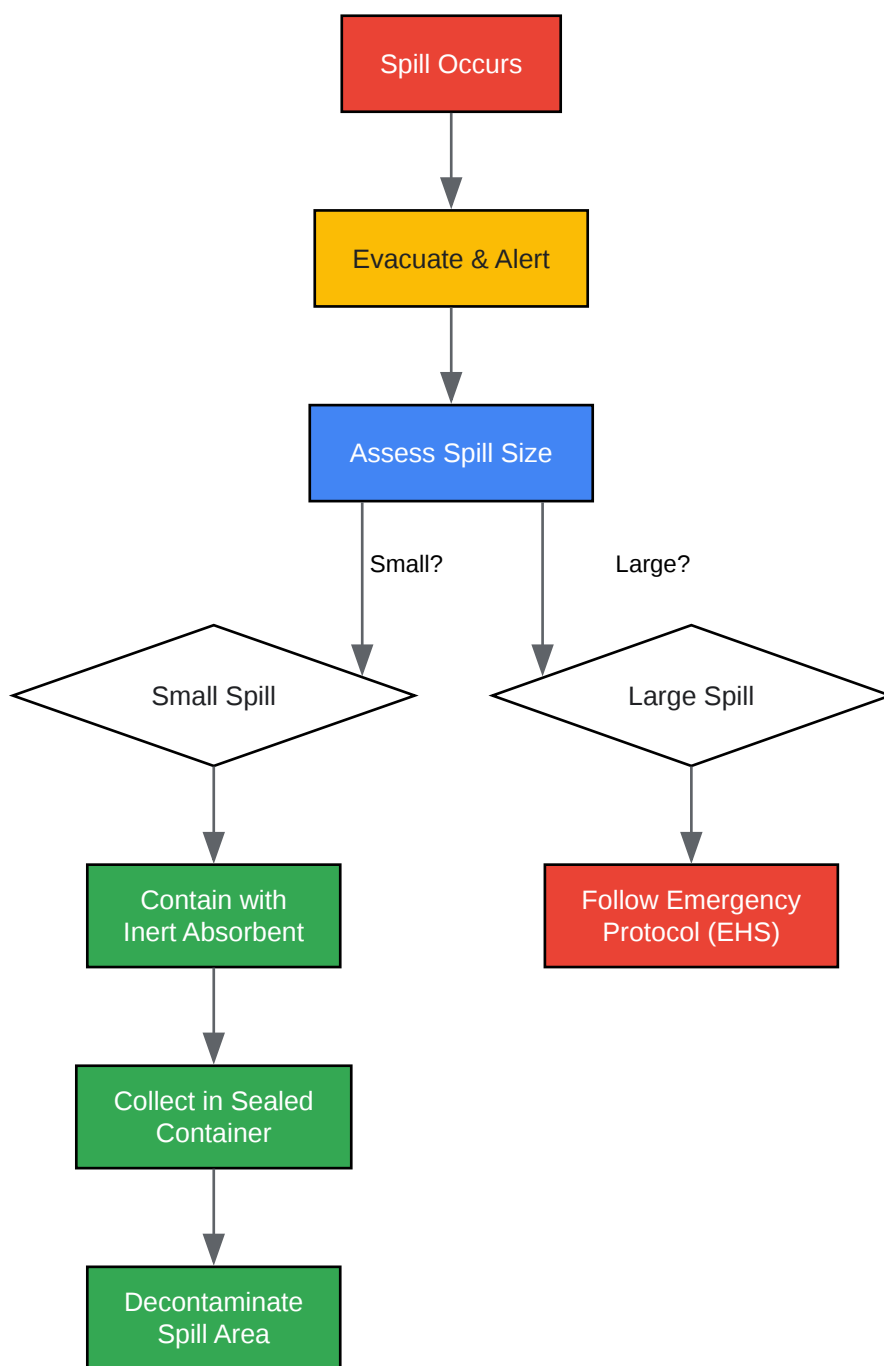 Spill Occurs
Evacuate & Alert
Assess Spill Size
Small?
Large?
Small Spill
Large Spill
Contain with
Inert Absorbent
Follow Emergency
Protocol (EHS)
Collect in Sealed
Container
Decontaminate
Spill Area